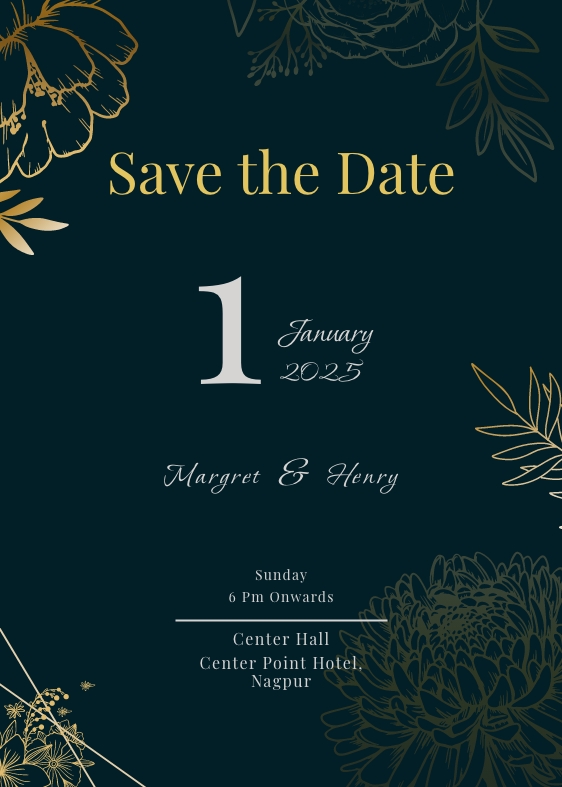 Save the Date
1
January
2025
Margret & Henry
Sunday
6 Pm Onwards
Center Hall
Center Point Hotel,
Nagpur